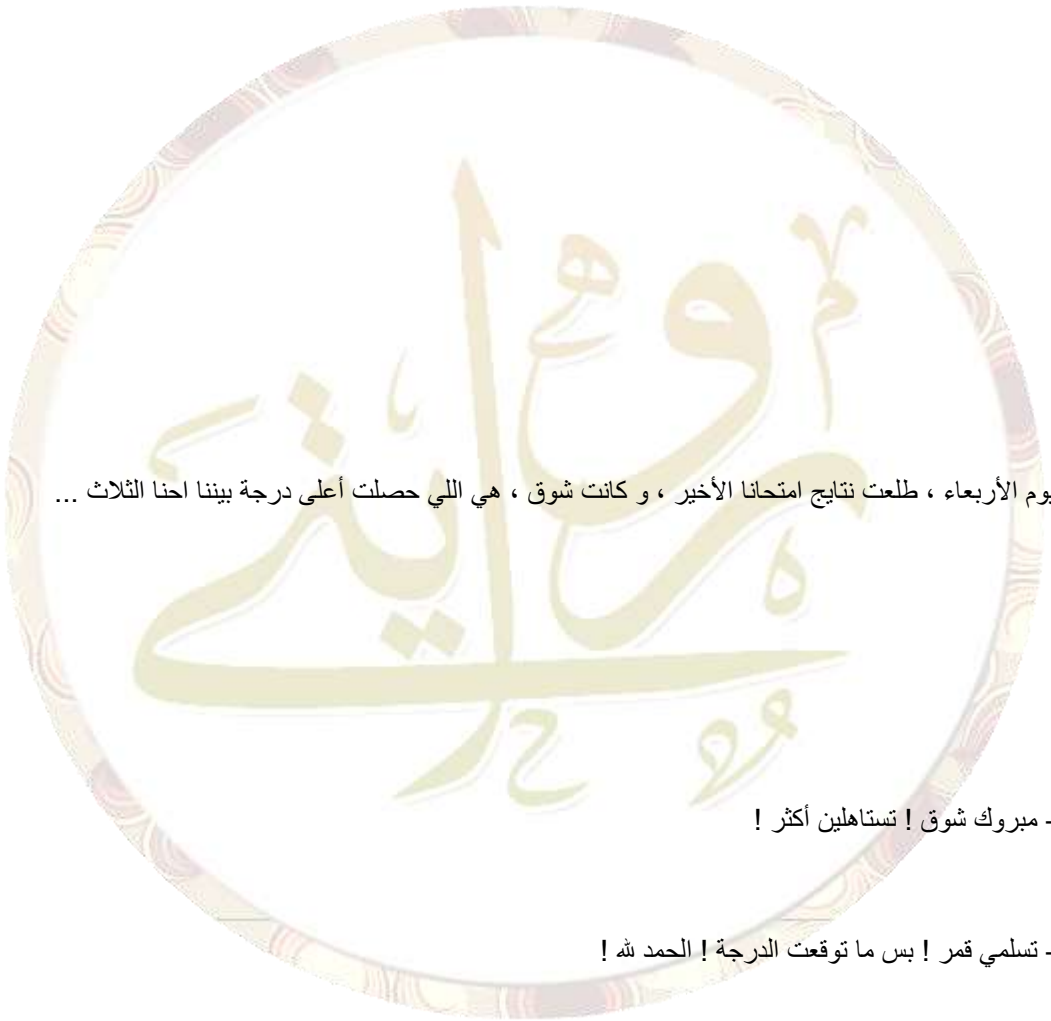 روايتي
يوم الأربعاء ، طلعت نتايج امتحانا الأخير ، و كانت شوق ، هي اللي حصلت أعلى درجة بيننا احنا الثلاث ...
- مبروك شوق ! تستاهلين أكثر !
- تسلمي قمر ! بس ما توقعت الدرجة ! الحمد لله !